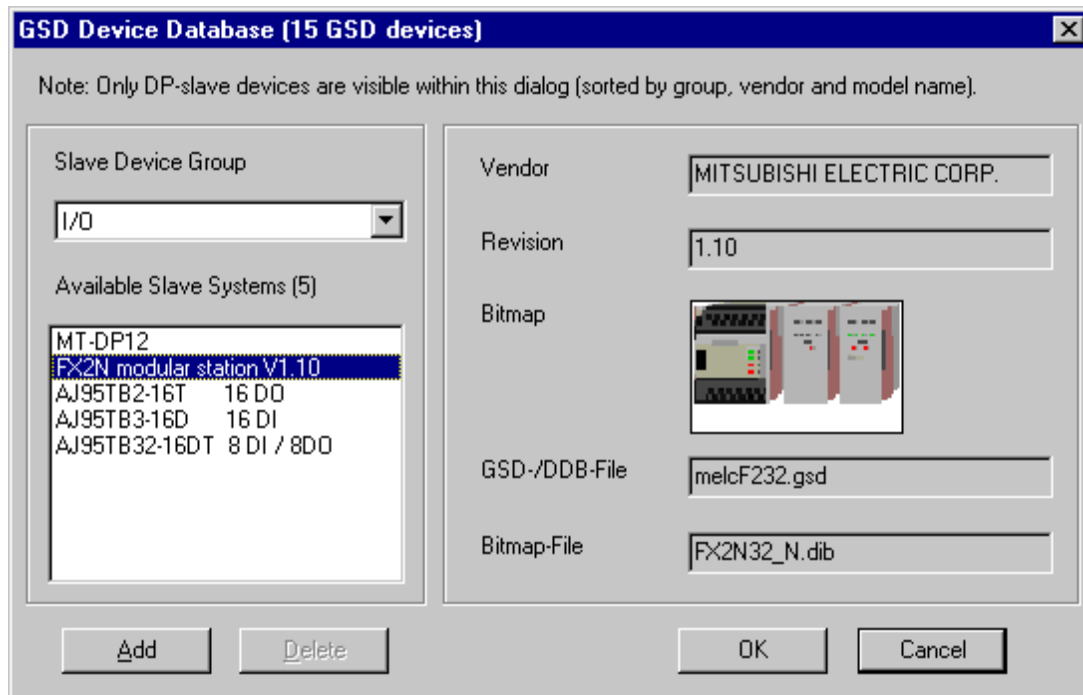 GSD Device Database (15 GSD devices)
Note: Only DP-slave devices are visible within this dialog (sorted by group, vendor and model name).
Slave Device Group
I/O
Available Slave Systems (5)
MT-DP12
FX2N modular station V1.10
AJ95TB2-16T 16 DO
AJ95TB3-16D 16 DI
AJ95TB32-16DT 8 DI / 8DO
Vendor
MITSUBISHI ELECTRIC CORP.
Revision
1.10
Bitmap
GSD-/DDB-File
melcF232.gsd
Bitmap-File
FX2N32_N.dib
Add
Delete
OK
Cancel